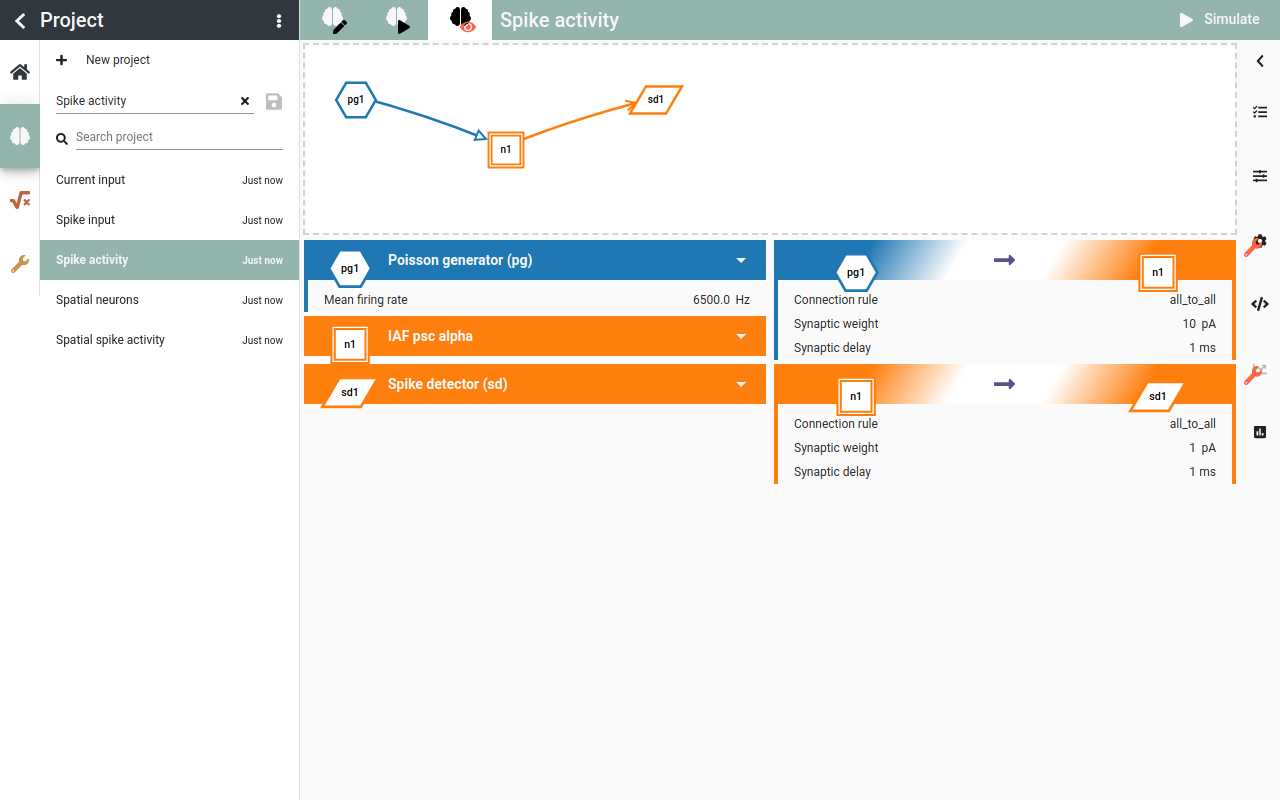 Project
Spike activity
Simulate
New project
Spike activity
Search project
Current input Just now
Spike input Just now
Spike activity Just now
Spatial neurons Just now
Spatial spike activity Just now
pg1
sd1
n1
pg1 Poisson generator (pg)
Mean firing rate 6500.0 Hz
n1 IAF psc alpha
sd1 Spike detector (sd)
pg1 n1
Connection rule all_to_all
Synaptic weight 10 pA
Synaptic delay 1 ms
n1 sd1
Connection rule all_to_all
Synaptic weight 1 pA
Synaptic delay 1 ms